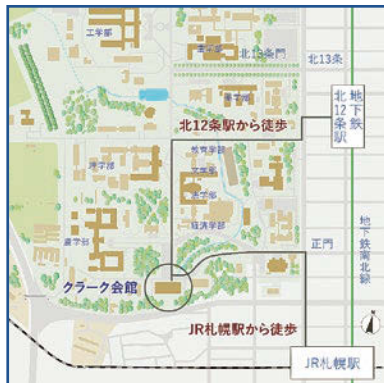 工学部
北13条門
北13条
薬学部
地下鉄
北12条駅
北12条駅から徒歩
教育学部
文学部
理学部
法学部
経済学部
農学部
正門
地下鉄南北線
クラーク会館
JR札幌駅から徒歩
JR札幌駅